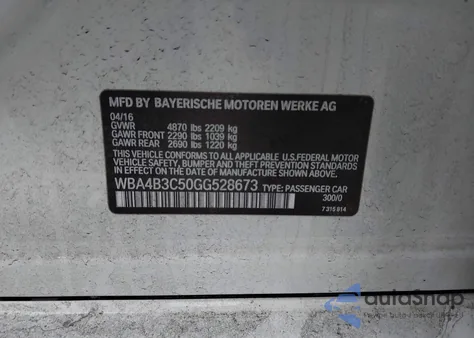 MFD BY BAYERISCHE MOTOREN WERKE AG
04/16
GVWR 4870 lbs 2209 kg
GAWR FRONT 2290 lbs 1039 kg
GAWR REAR 2690 lbs 1220 kg
THIS VEHICLE CONFORMS TO ALL APPLICABLE U.S.FEDERAL MOTOR
VEHICLE SAFETY, BUMPER AND THEFT PREVENTION STANDARDS IN
EFFECT ON THE DATE OF MANUFACTURE SHOWN ABOVE.
WBA4B3C50GG528673 TYPE: PASSENGER CAR
300/0
7 315 814
autoSnap